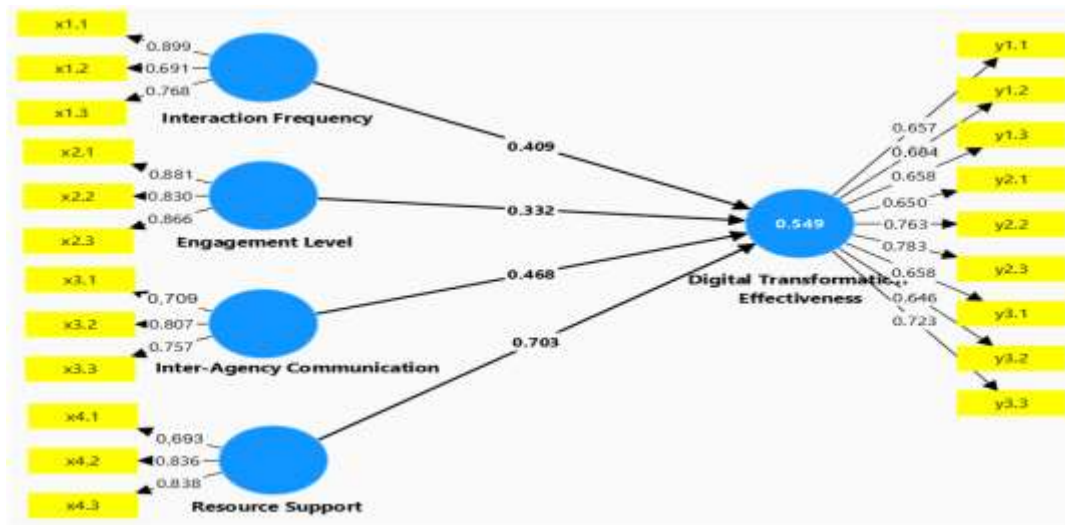 x1.1
0.899
x1.2
0.691
x1.3
0.768
Interaction Frequency
x2.1
0.881
x2.2
0.830
x2.3
0.866
Engagement Level
x3.1
0.709
x3.2
0.807
x3.3
0.757
Inter-Agency Communication
x4.1
0.693
x4.2
0.836
x4.3
0.838
Resource Support
0.409
0.332
0.468
0.703
0.549
Digital
Effectiveness
0.657
0.684
0.658
0.650
0.763
0.783
0.658
0.646
0.723
y1.1
y1.2
y1.3
y2.1
y2.2
y2.3
y3.1
y3.2
y3.3